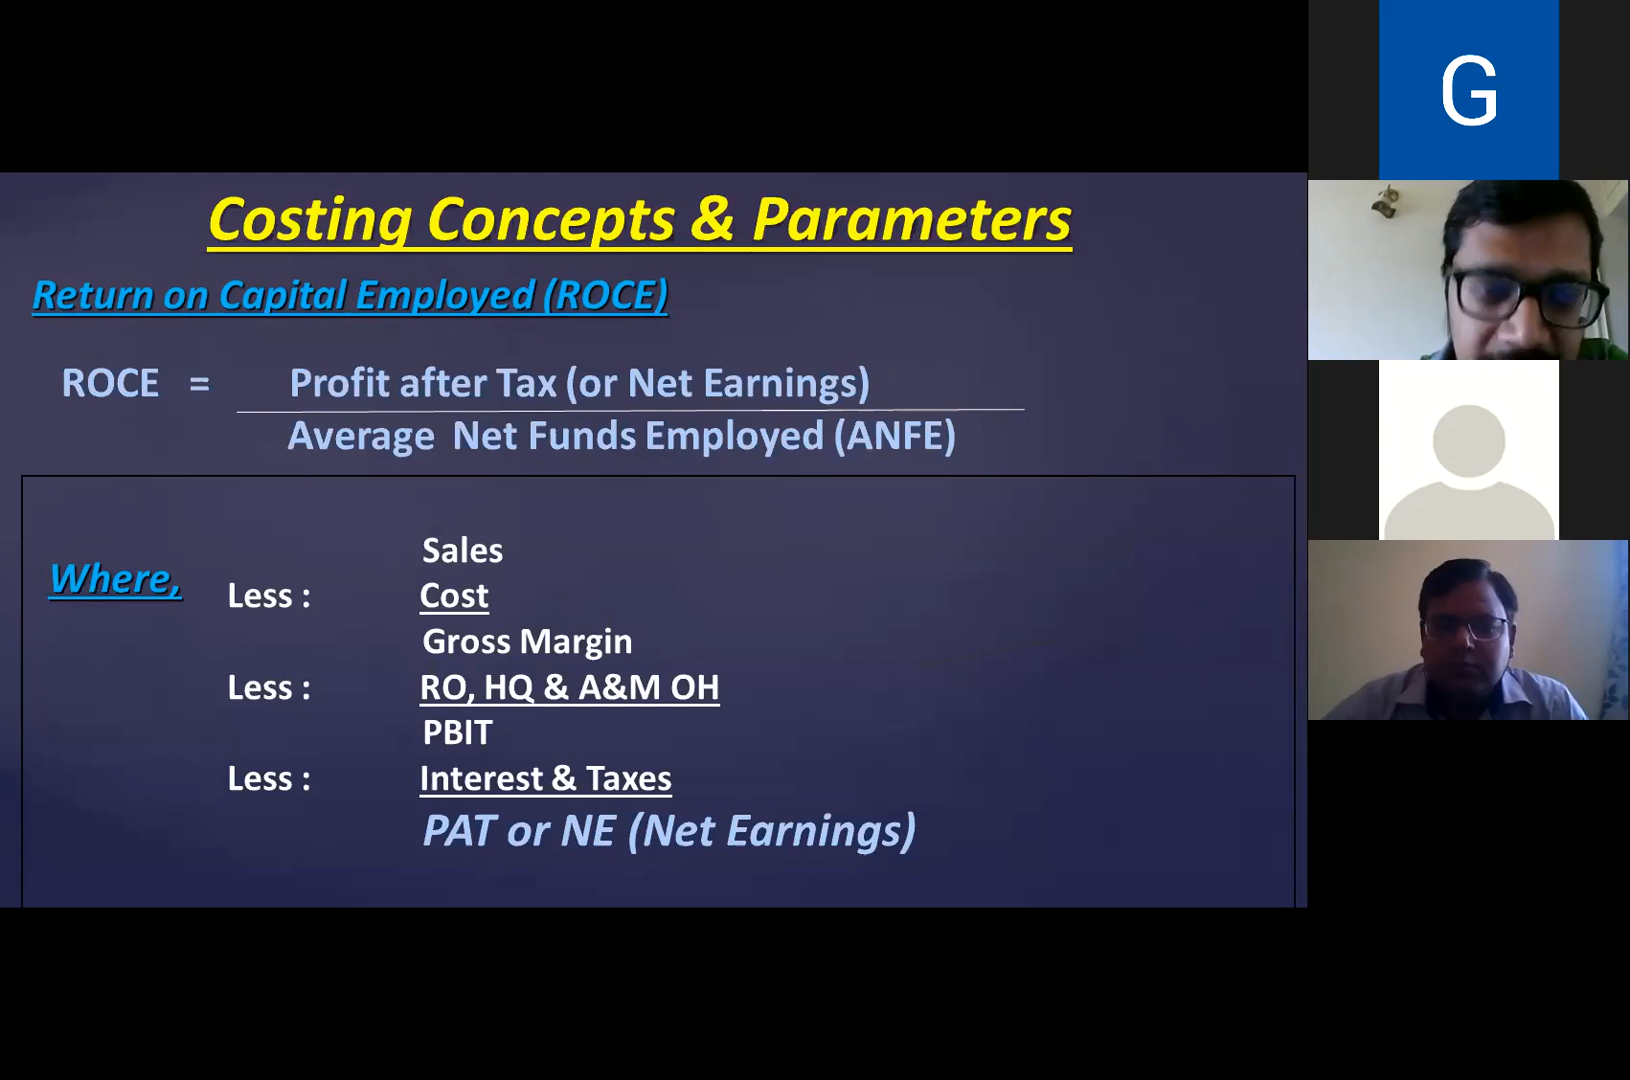 Costing Concepts & Parameters
Return on Capital Employed (ROCE)
ROCE = Profit after Tax (or Net Earnings)
Average Net Funds Employed (ANFE)
Where,
Sales
Less : Cost
Gross Margin
Less : RO, HQ & A&M OH
PBIT
Less : Interest & Taxes
PAT or NE (Net Earnings)
G